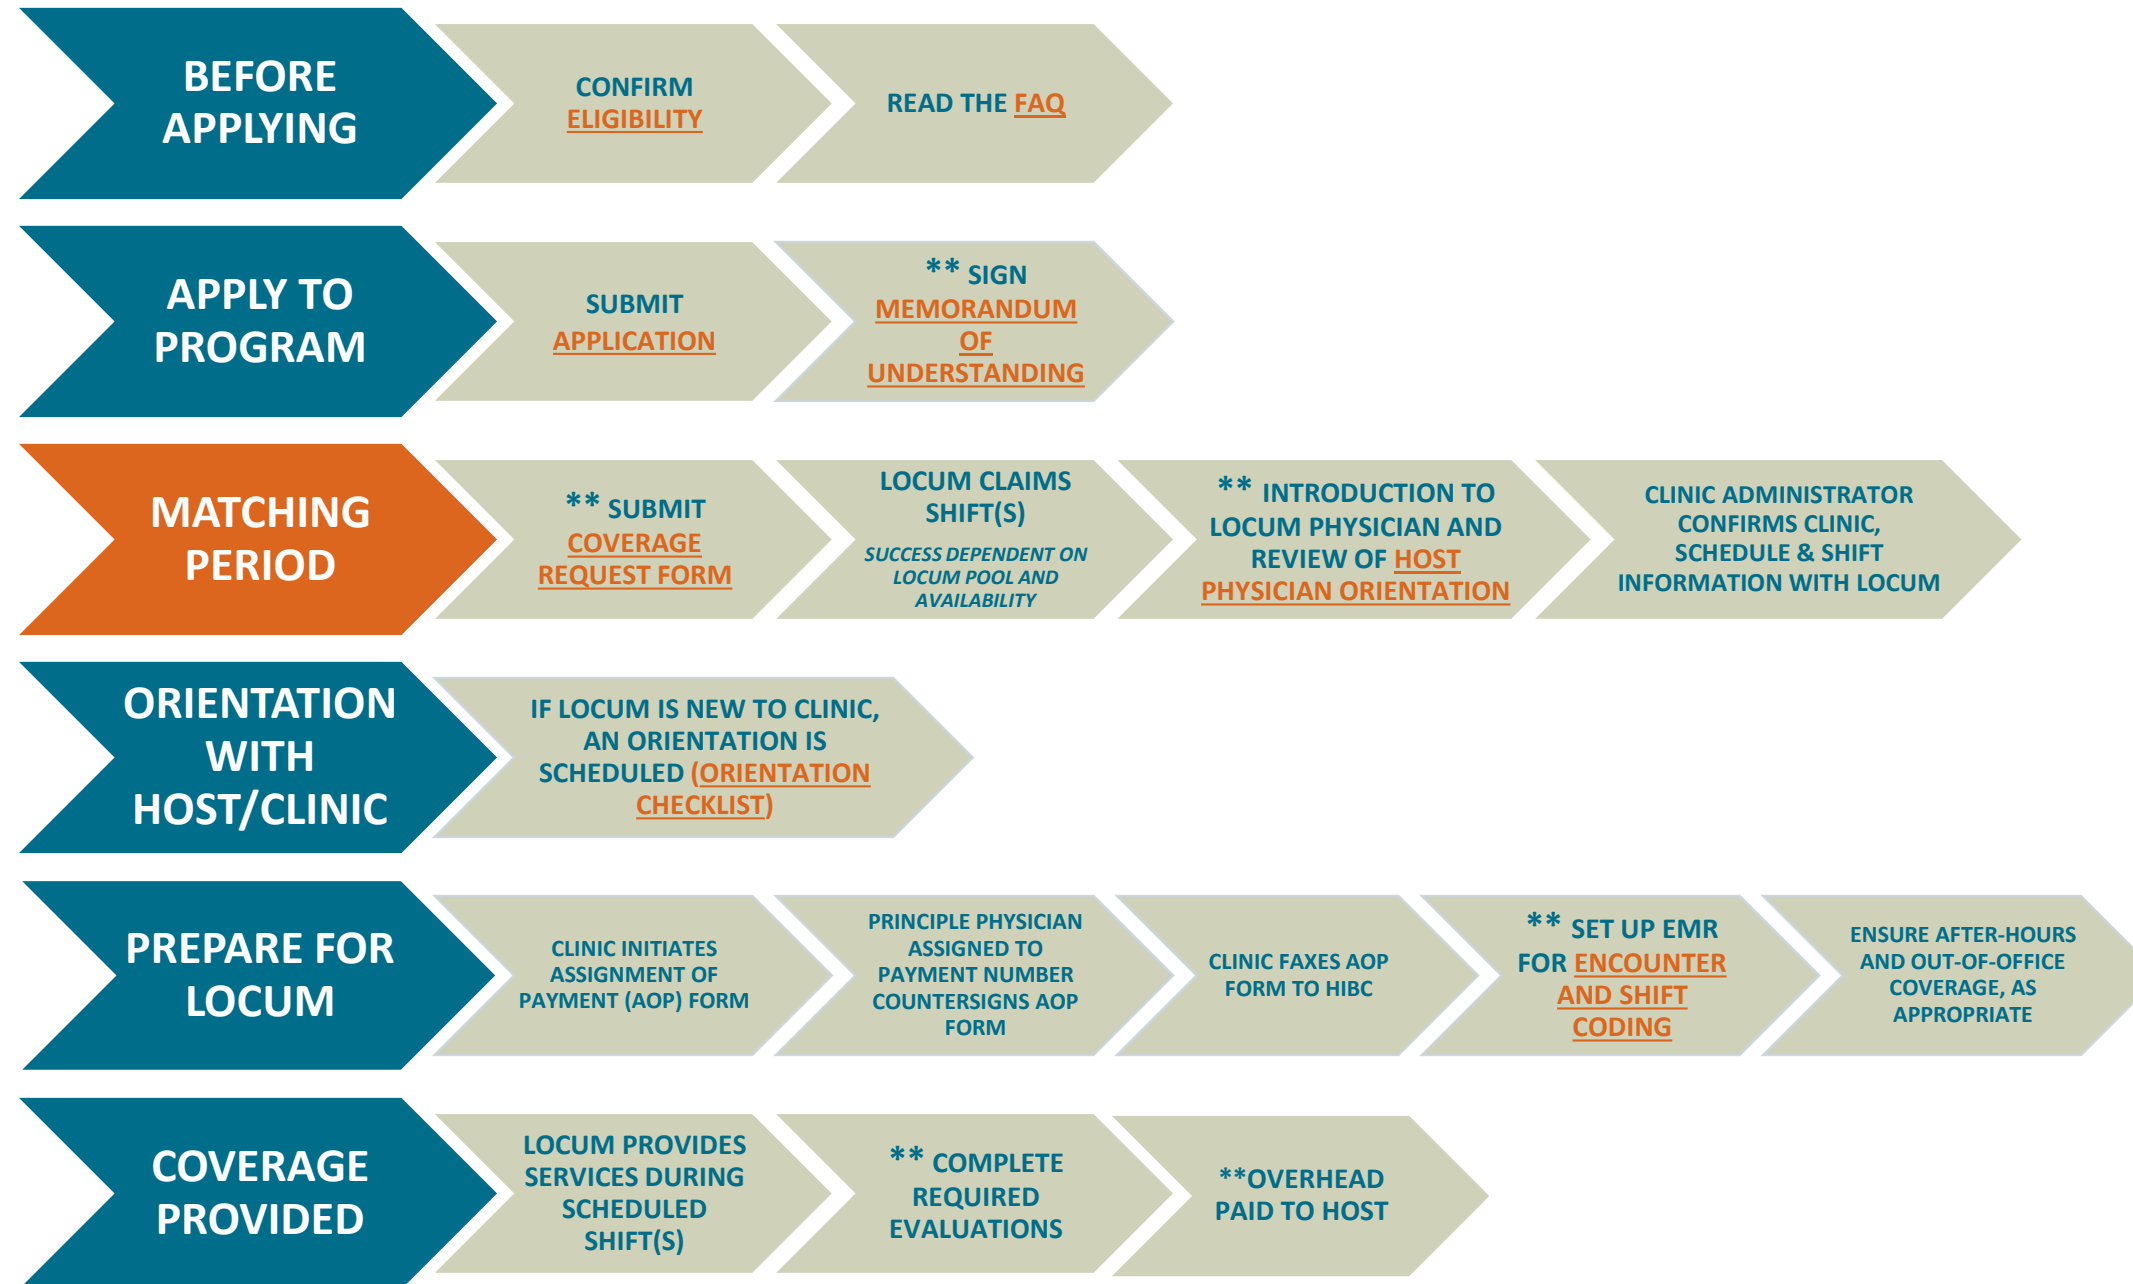 BEFORE
APPLYING
CONFIRM
ELIGIBILITY
READ THE FAQ
APPLY TO
PROGRAM
SUBMIT
APPLICATION
** SIGN
MEMORANDUM
OF
UNDERSTANDING
MATCHING
PERIOD
** SUBMIT
COVERAGE
REQUEST FORM
LOCUM CLAIMS
SHIFT(S)
SUCCESS DEPENDENT ON
LOCUM POOL AND
AVAILABILITY
** INTRODUCTION TO
LOCUM PHYSICIAN AND
REVIEW OF HOST
PHYSICIAN ORIENTATION
CLINIC ADMINISTRATOR
CONFIRMS CLINIC,
SCHEDULE & SHIFT
INFORMATION WITH LOCUM
ORIENTATION
WITH
HOST/CLINIC
IF LOCUM IS NEW TO CLINIC,
AN ORIENTATION IS
SCHEDULED (ORIENTATION
CHECKLIST)
PREPARE FOR
LOCUM
CLINIC INITIATES
ASSIGNMENT OF
PAYMENT (AOP) FORM
PRINCIPLE PHYSICIAN
ASSIGNED TO
PAYMENT NUMBER
COUNTERSIGNS AOP
FORM
CLINIC FAXES AOP
FORM TO HIBC
** SET UP EMR
FOR ENCOUNTER
AND SHIFT
CODING
ENSURE AFTER-HOURS
AND OUT-OF-OFFICE
COVERAGE, AS
APPROPRIATE
COVERAGE
PROVIDED
LOCUM PROVIDES
SERVICES DURING
SCHEDULED
SHIFT(S)
** COMPLETE
REQUIRED
EVALUATIONS
**OVERHEAD
PAID TO HOST